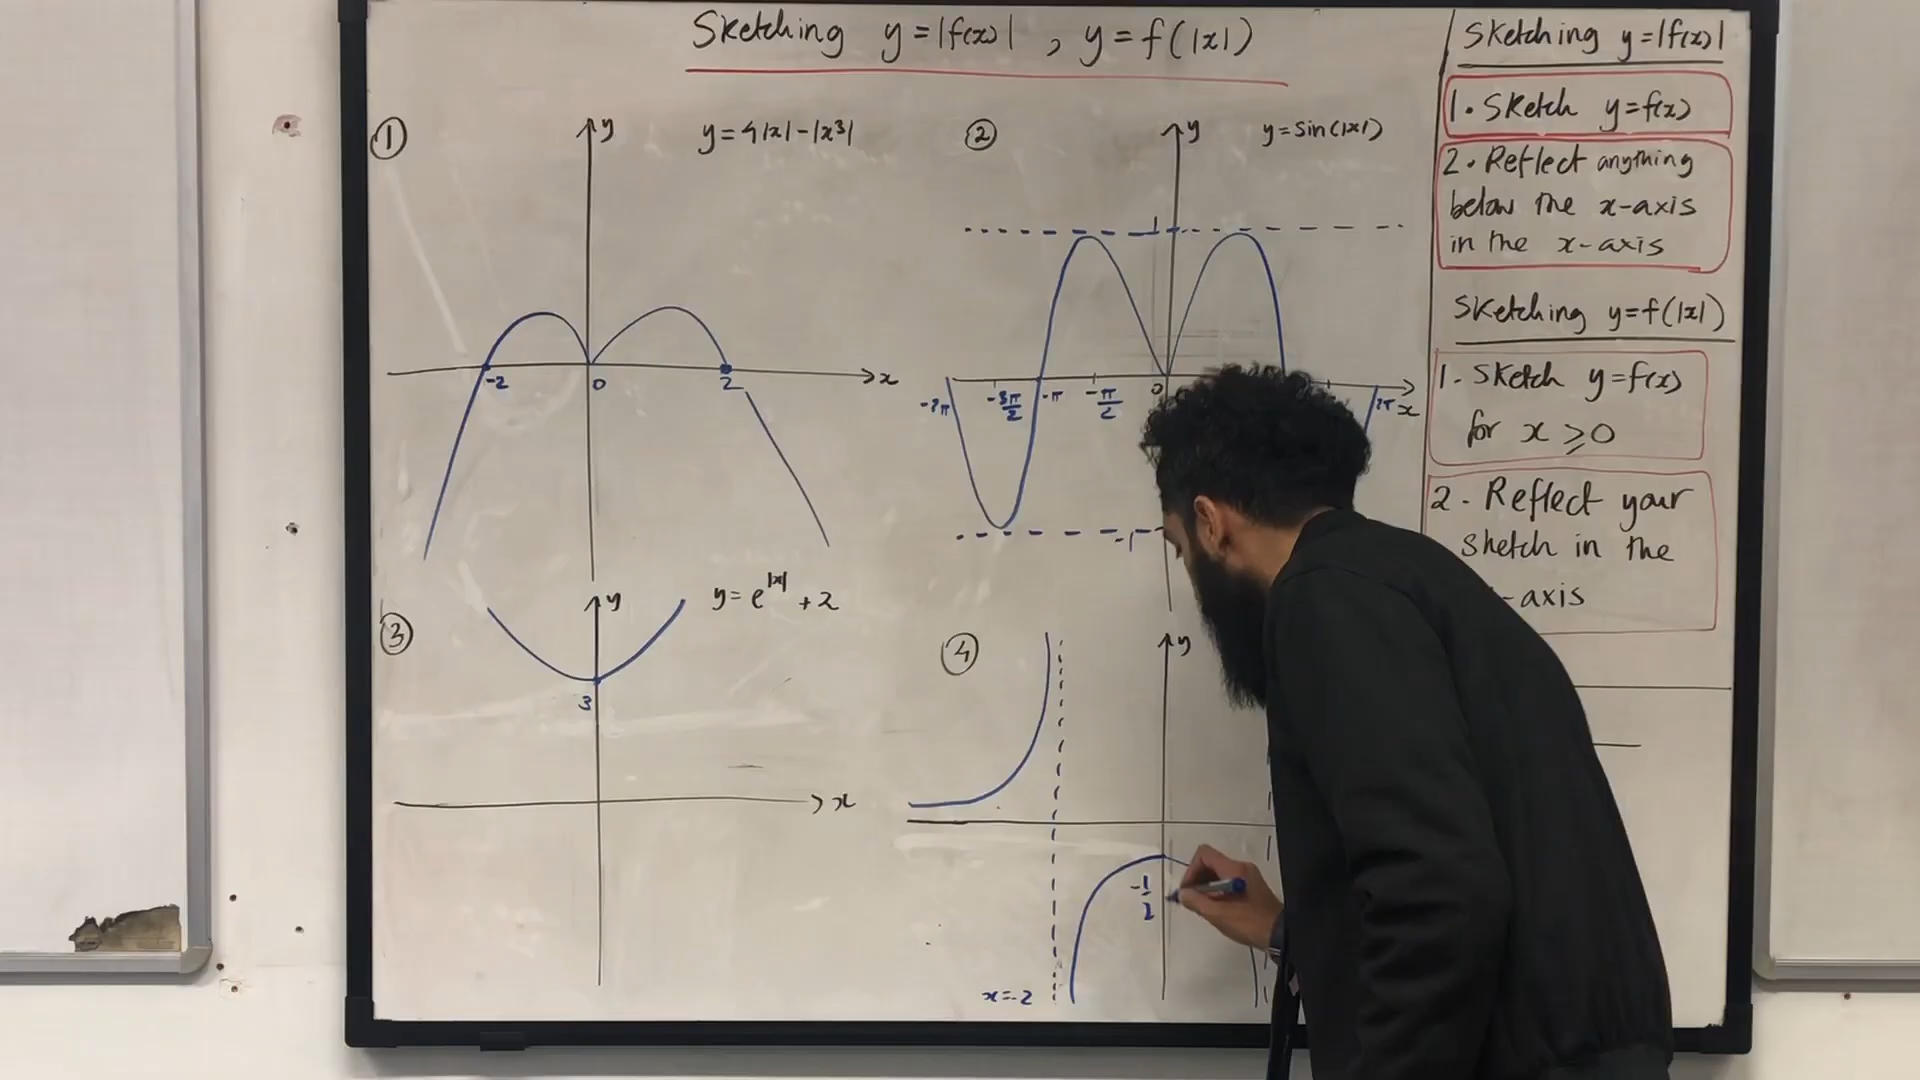 Sketching y=|f(x)| , y=f(|x|)
① y y=4|x|-|x³|
-2 0 2 x
② y y=sin(|x|)
1
-2π -3π/2 -π -π/2 0 2π x
-1
③ y y=e^|x| +2
3
x
④ y
-1/2
x=-2
Sketching y=|f(x)|
1. Sketch y=f(x)
2. Reflect anything
below the x-axis
in the x-axis
Sketching y=f(|x|)
1. Sketch y=f(x)
for x ⩾0
2. Reflect your
sketch in the
-axis